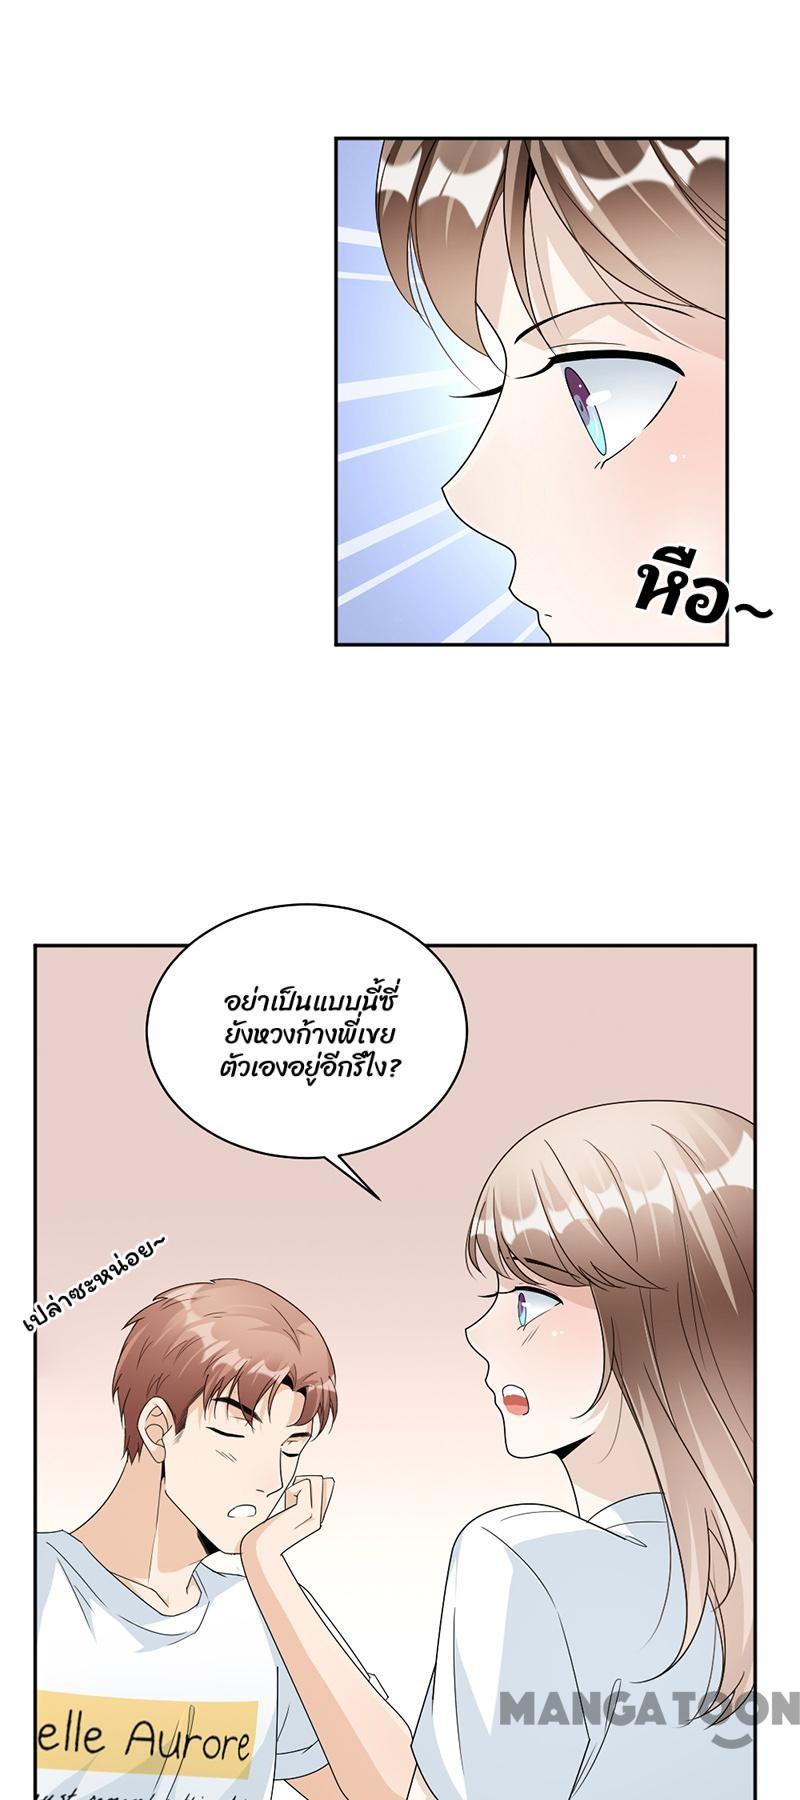 หือ~
อย่าเป็นแบบนี้ซี่
ยังหวงก้างพี่เขย
ตัวเองอยู่อีกรึไง?
เปล่าซะหน่อย~
elle Aurore
MANGATOON